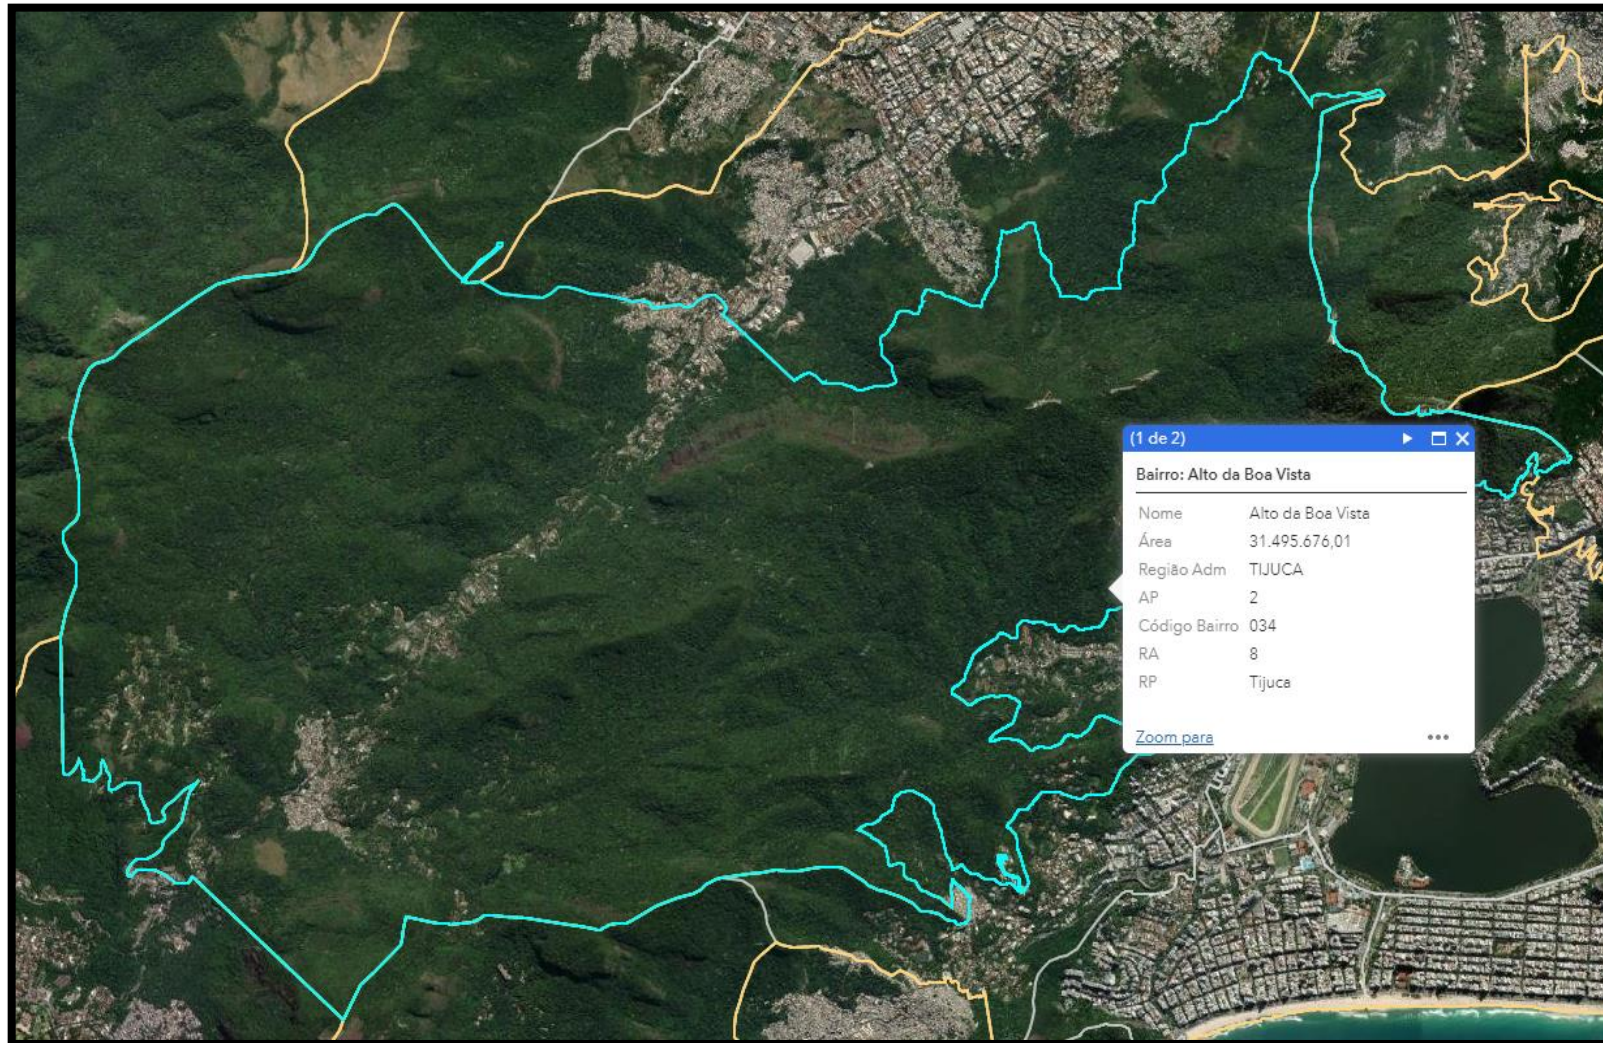 (1 de 2)
Bairro: Alto da Boa Vista
Nome Alto da Boa Vista
Área 31.495.676,01
Região Adm TIJUCA
AP 2
Código Bairro 034
RA 8
RP Tijuca
Zoom para